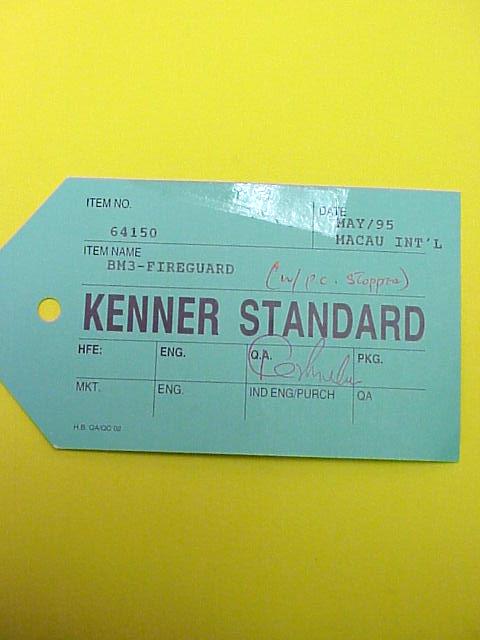 ITEM NO.
DATE
64150
MAY/95
MACAU INT'L
ITEM NAME
BM3-FIREGUARD
(w/ P.C. Stopper)
KENNER STANDARD
HFE: ENG. Q.A. PKG.
MKT. ENG. IND ENG/PURCH QA
H.B. QA/QC 02